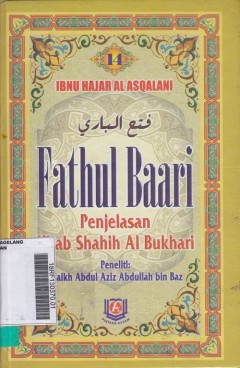 14
IBNU HAJAR AL ASQALANI
فتح الباري
Fathul Baari
Penjelasan
Shahih Al Bukhari
Peneliti:
Abdul Aziz Abdullah bin Baz